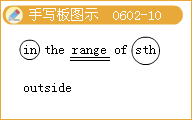 手写板图示 0602-10
in the range of sth
outside